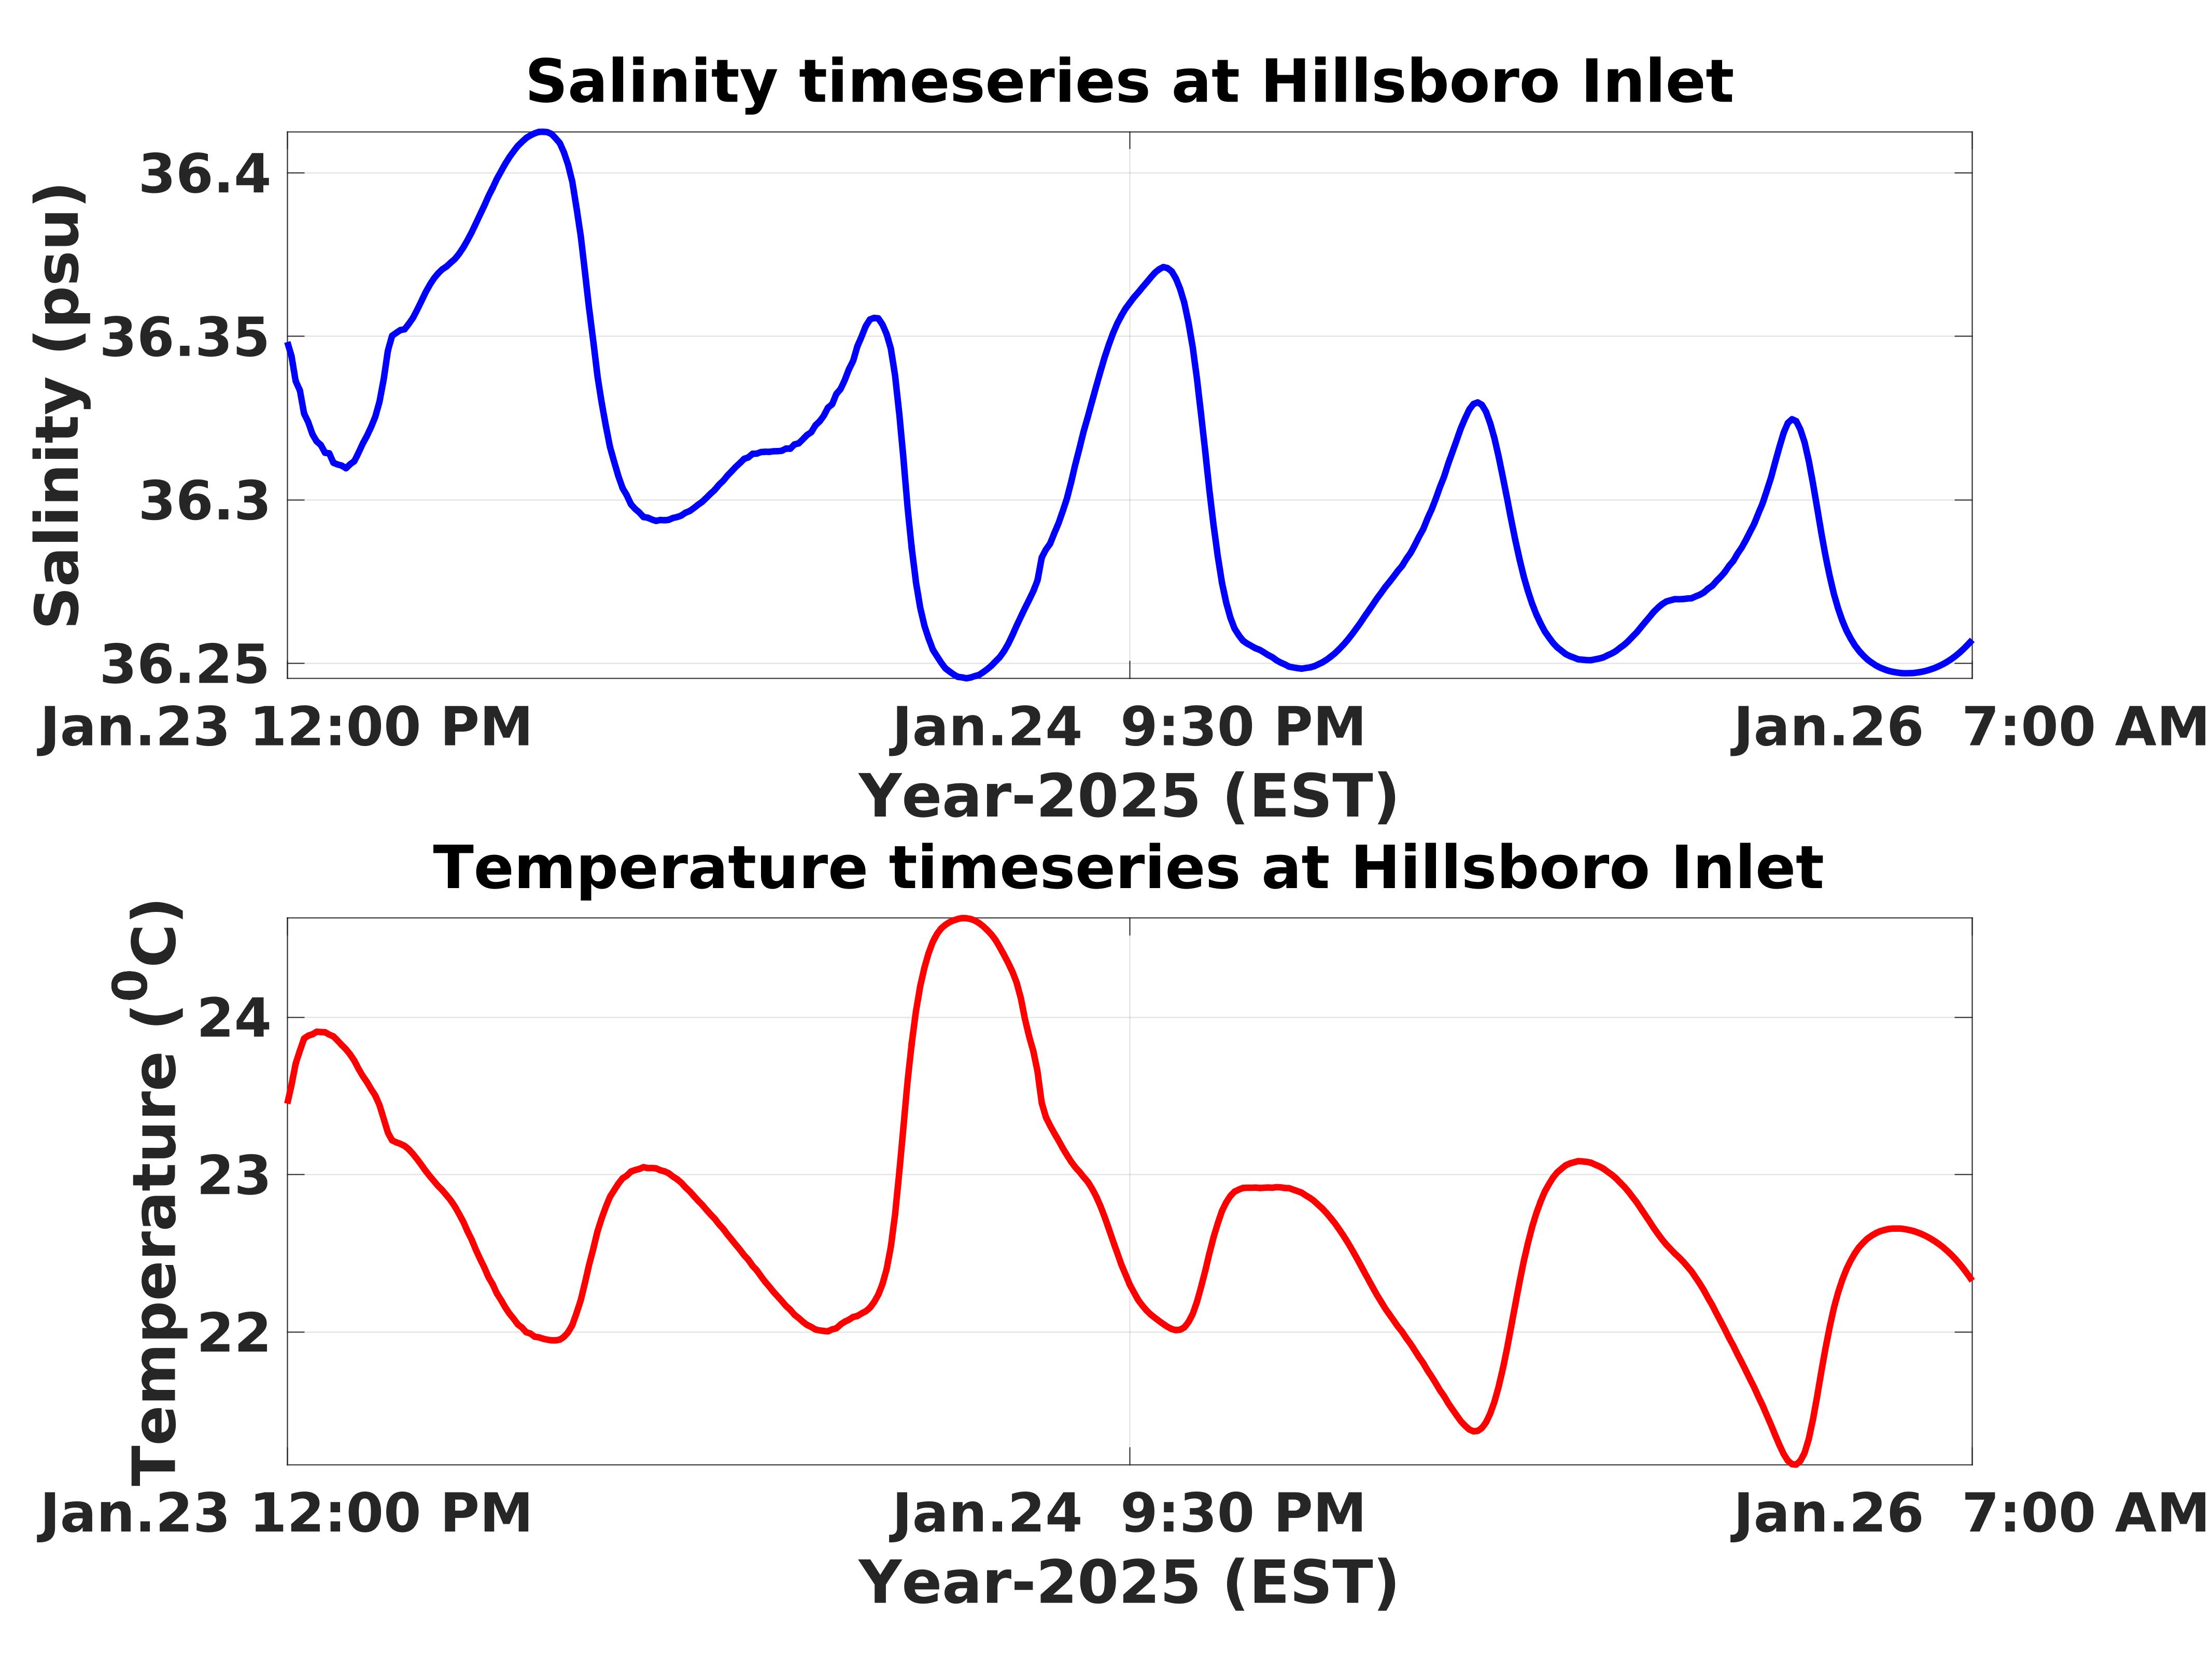 Salinity timeseries at Hillsboro Inlet
Salinity (psu)
36.4
36.35
36.3
36.25
Jan.23 12:00 PM Jan.24 9:30 PM Jan.26 7:00 AM
Year-2025 (EST)
Temperature timeseries at Hillsboro Inlet
Temperature (⁰C)
24
23
22
Jan.23 12:00 PM Jan.24 9:30 PM Jan.26 7:00 AM
Year-2025 (EST)